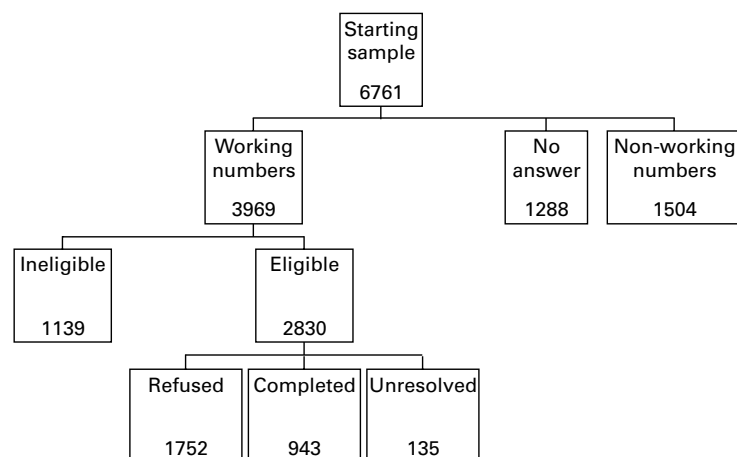 Starting
sample
6761
Working
numbers
3969
No
answer
1288
Non-working
numbers
1504
Ineligible
1139
Eligible
2830
Refused
1752
Completed
943
Unresolved
135